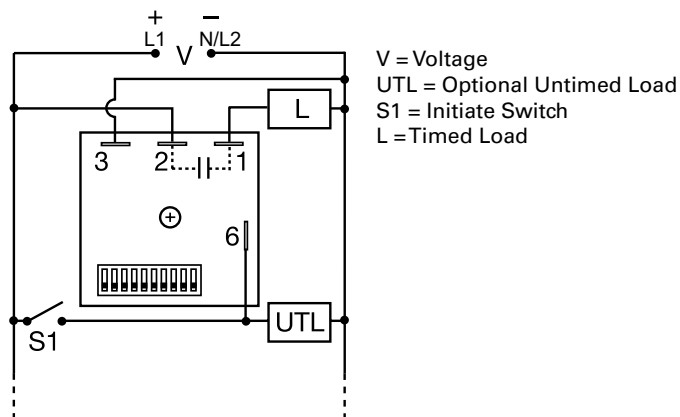 + –
L1 V N/L2
V = Voltage
UTL = Optional Untimed Load
S1 = Initiate Switch
L = Timed Load
L
3 2 1
6
UTL
S1